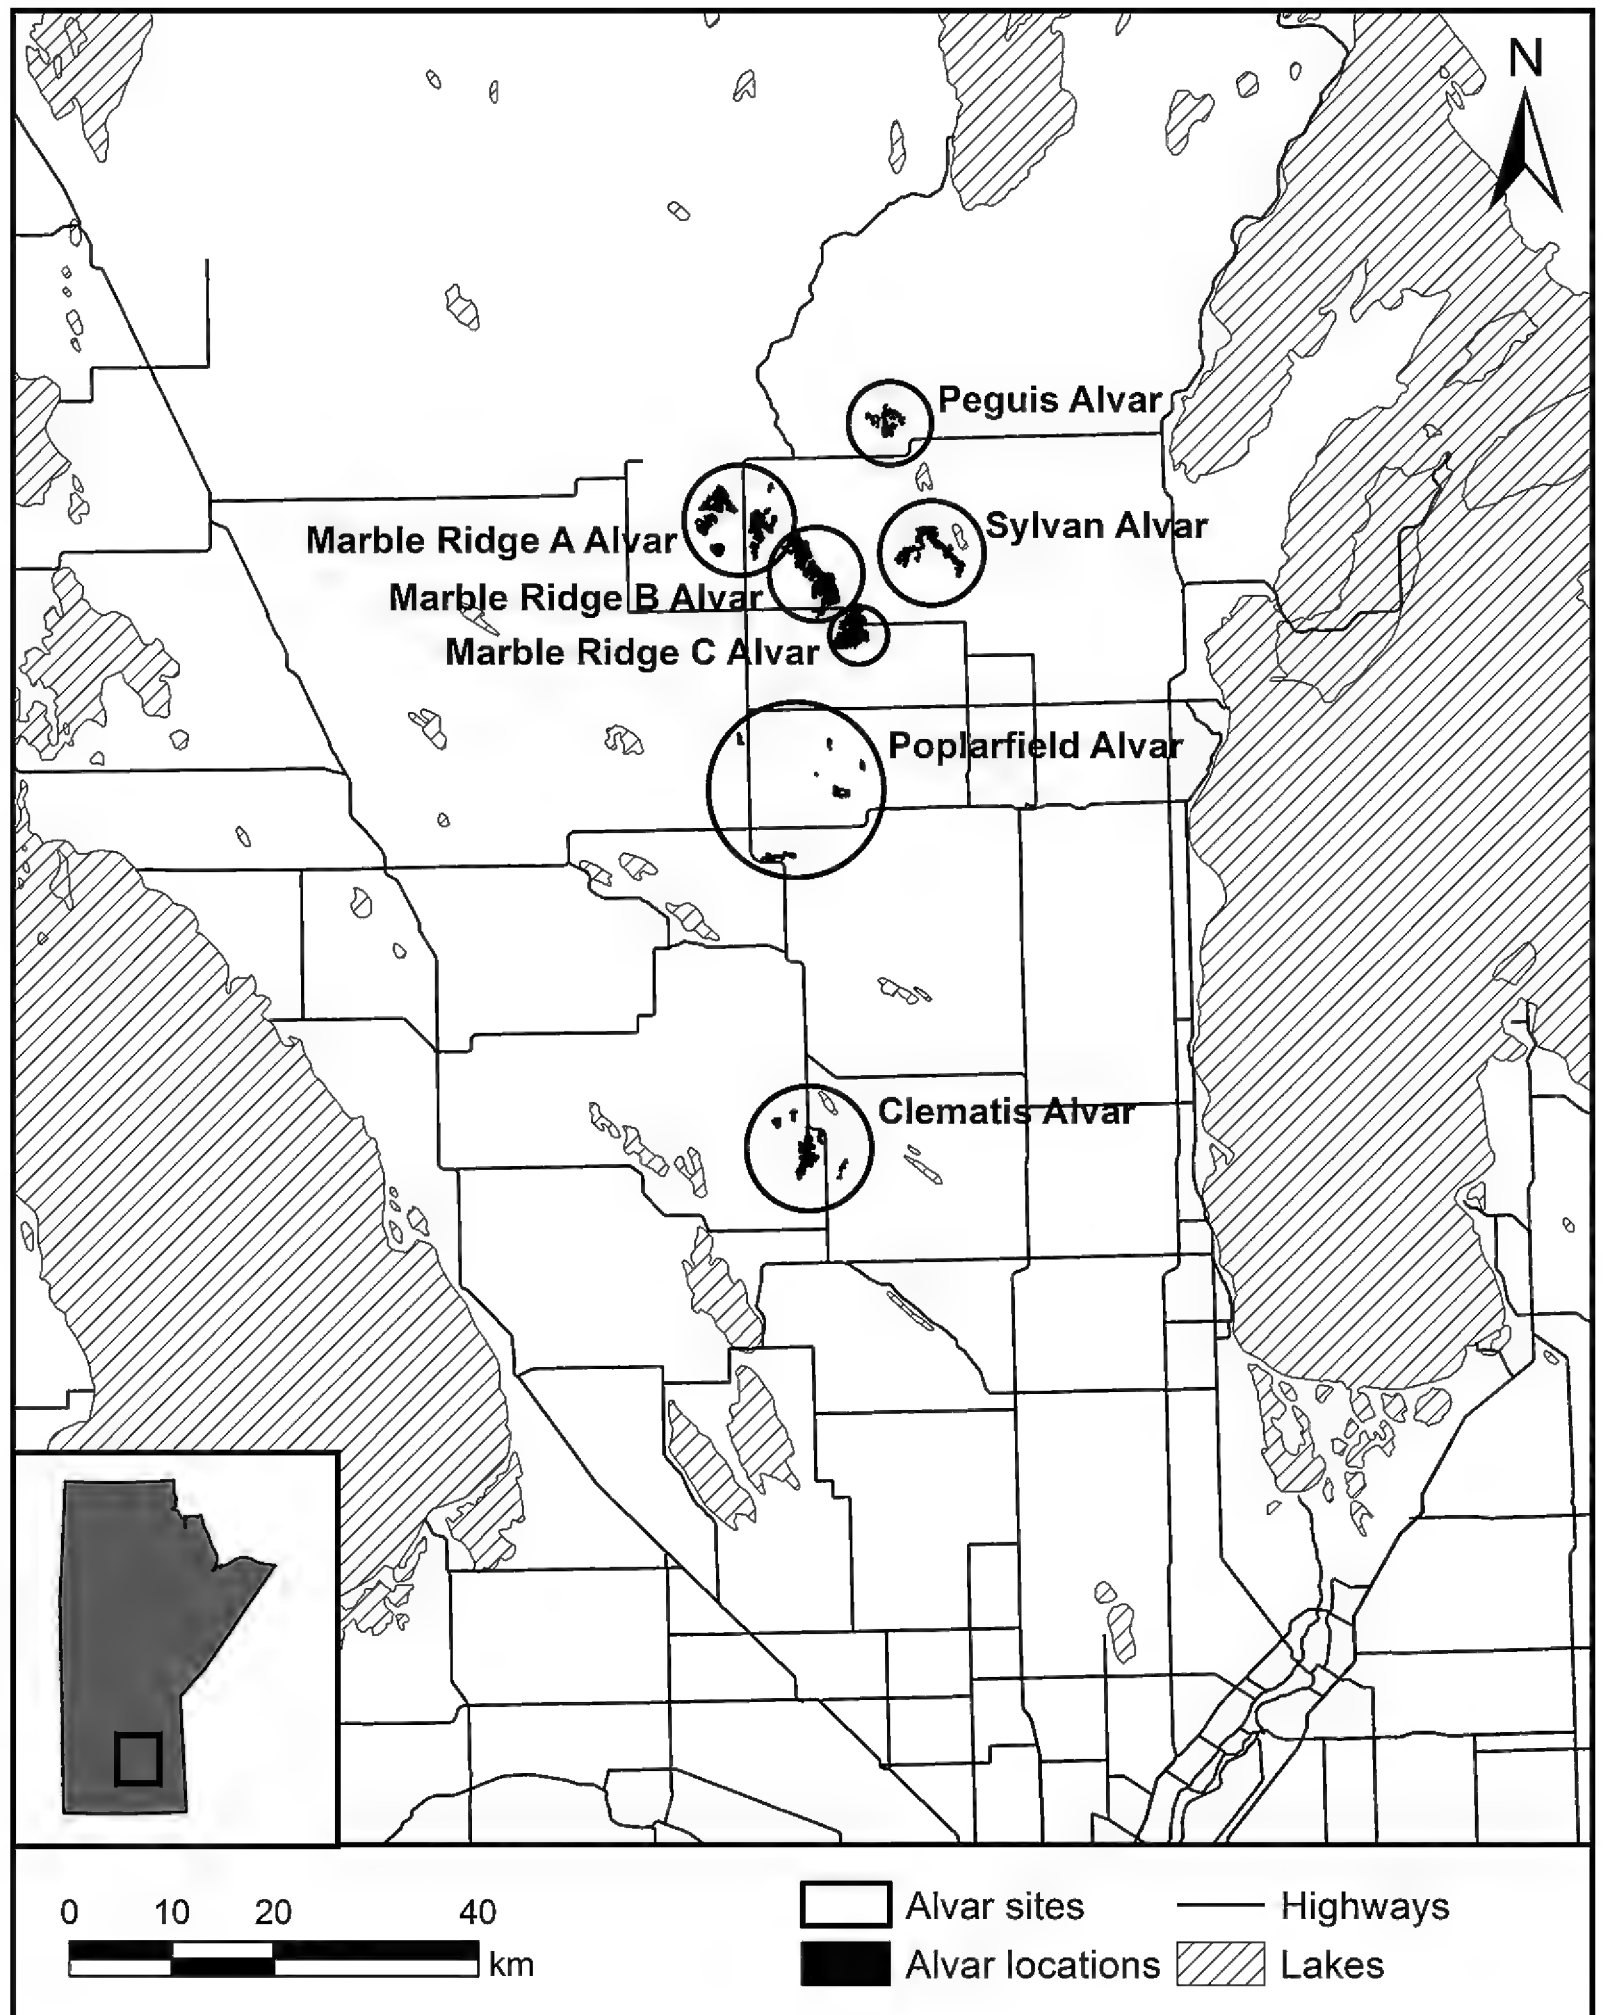 N
Peguis Alvar
Sylvan Alvar
Marble Ridge A Alvar
Marble Ridge B Alvar
Marble Ridge C Alvar
Poplarfield Alvar
Clematis Alvar
0 10 20 40
km
Alvar sites
Highways
Alvar locations
Lakes